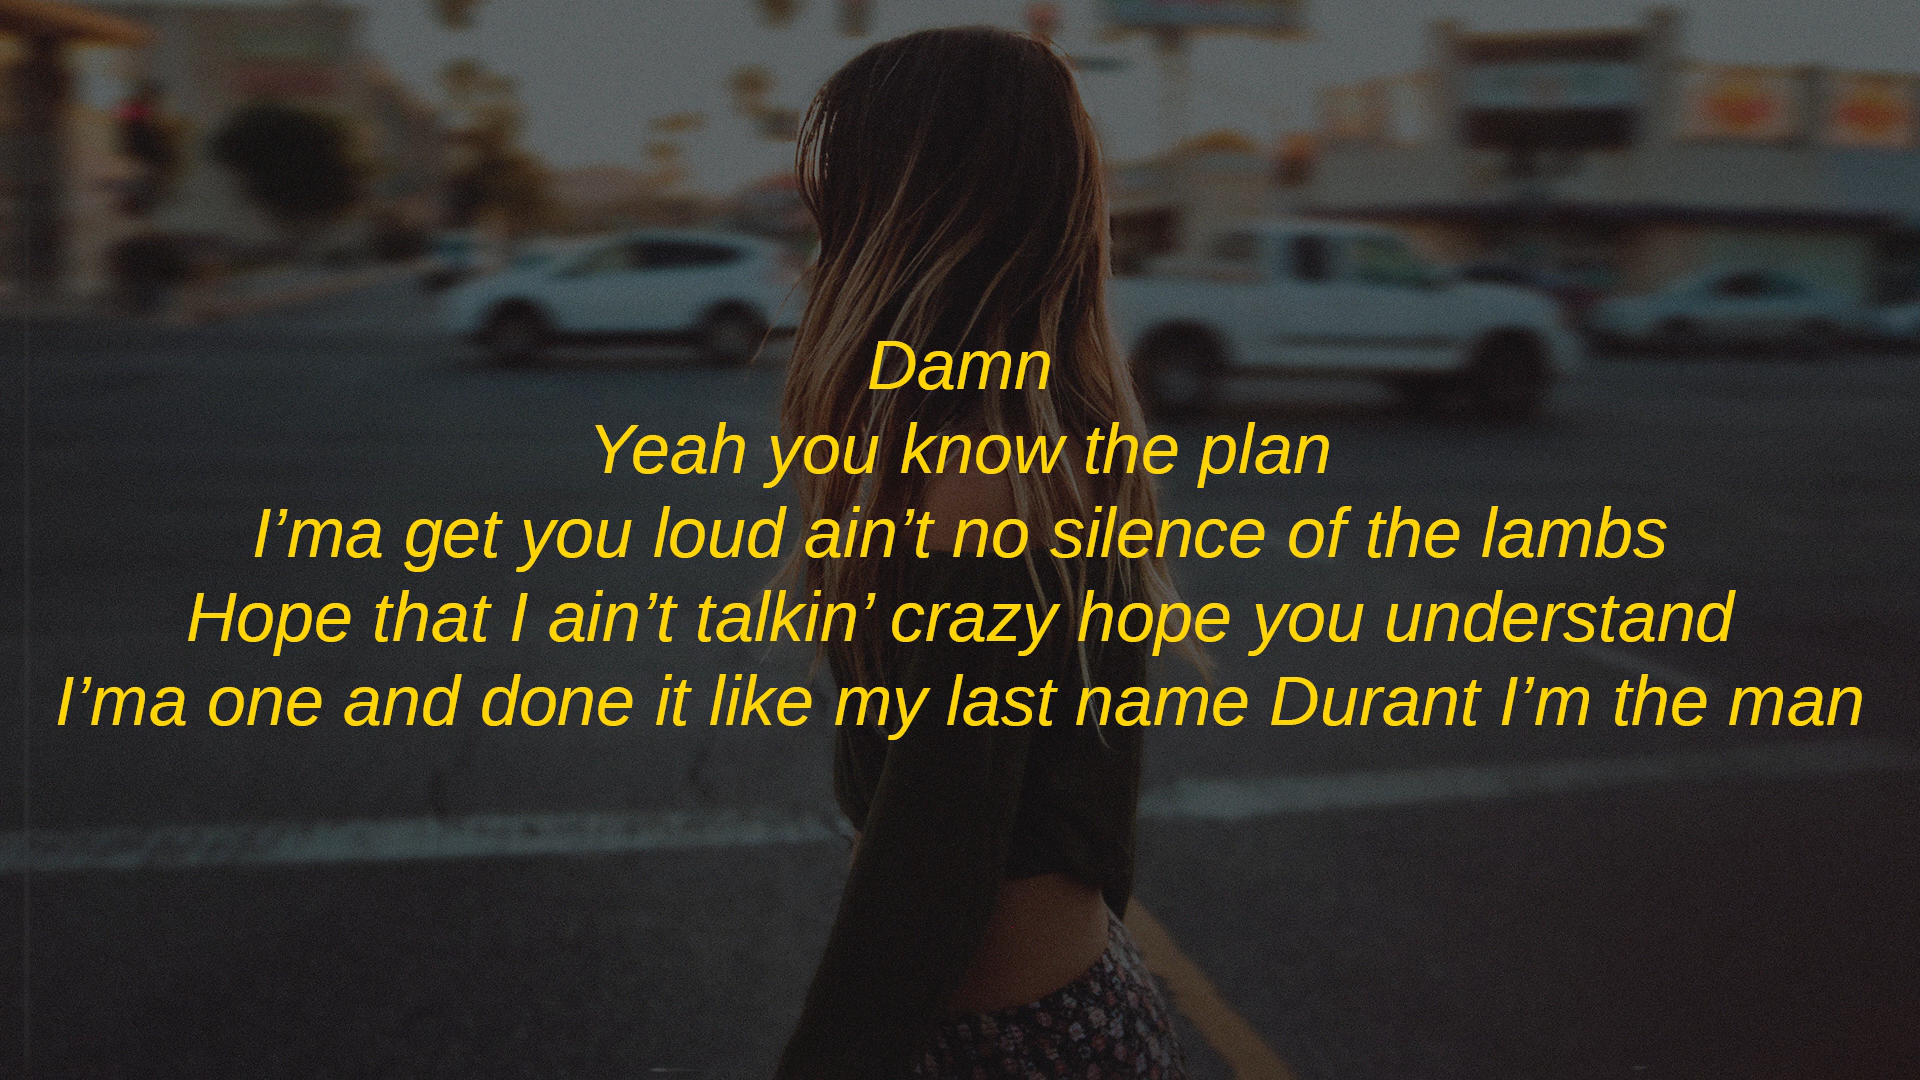 Damn
Yeah you know the plan
I’ma get you loud ain’t no silence of the lambs
Hope that I ain’t talkin’ crazy hope you understand
I’ma one and done it like my last name Durant I’m the man